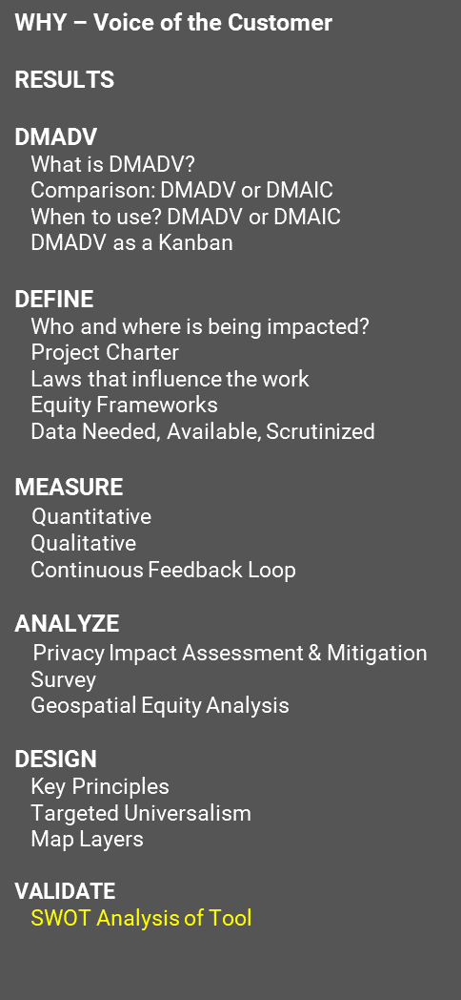 WHY – Voice of the Customer
RESULTS
DMADV
What is DMADV?
Comparison: DMADV or DMAIC
When to use? DMADV or DMAIC
DMADV as a Kanban
DEFINE
Who and where is being impacted?
Project Charter
Laws that influence the work
Equity Frameworks
Data Needed, Available, Scrutinized
MEASURE
Quantitative
Qualitative
Continuous Feedback Loop
ANALYZE
Privacy Impact Assessment & Mitigation
Survey
Geospatial Equity Analysis
DESIGN
Key Principles
Targeted Universalism
Map Layers
VALIDATE
SWOT Analysis of Tool